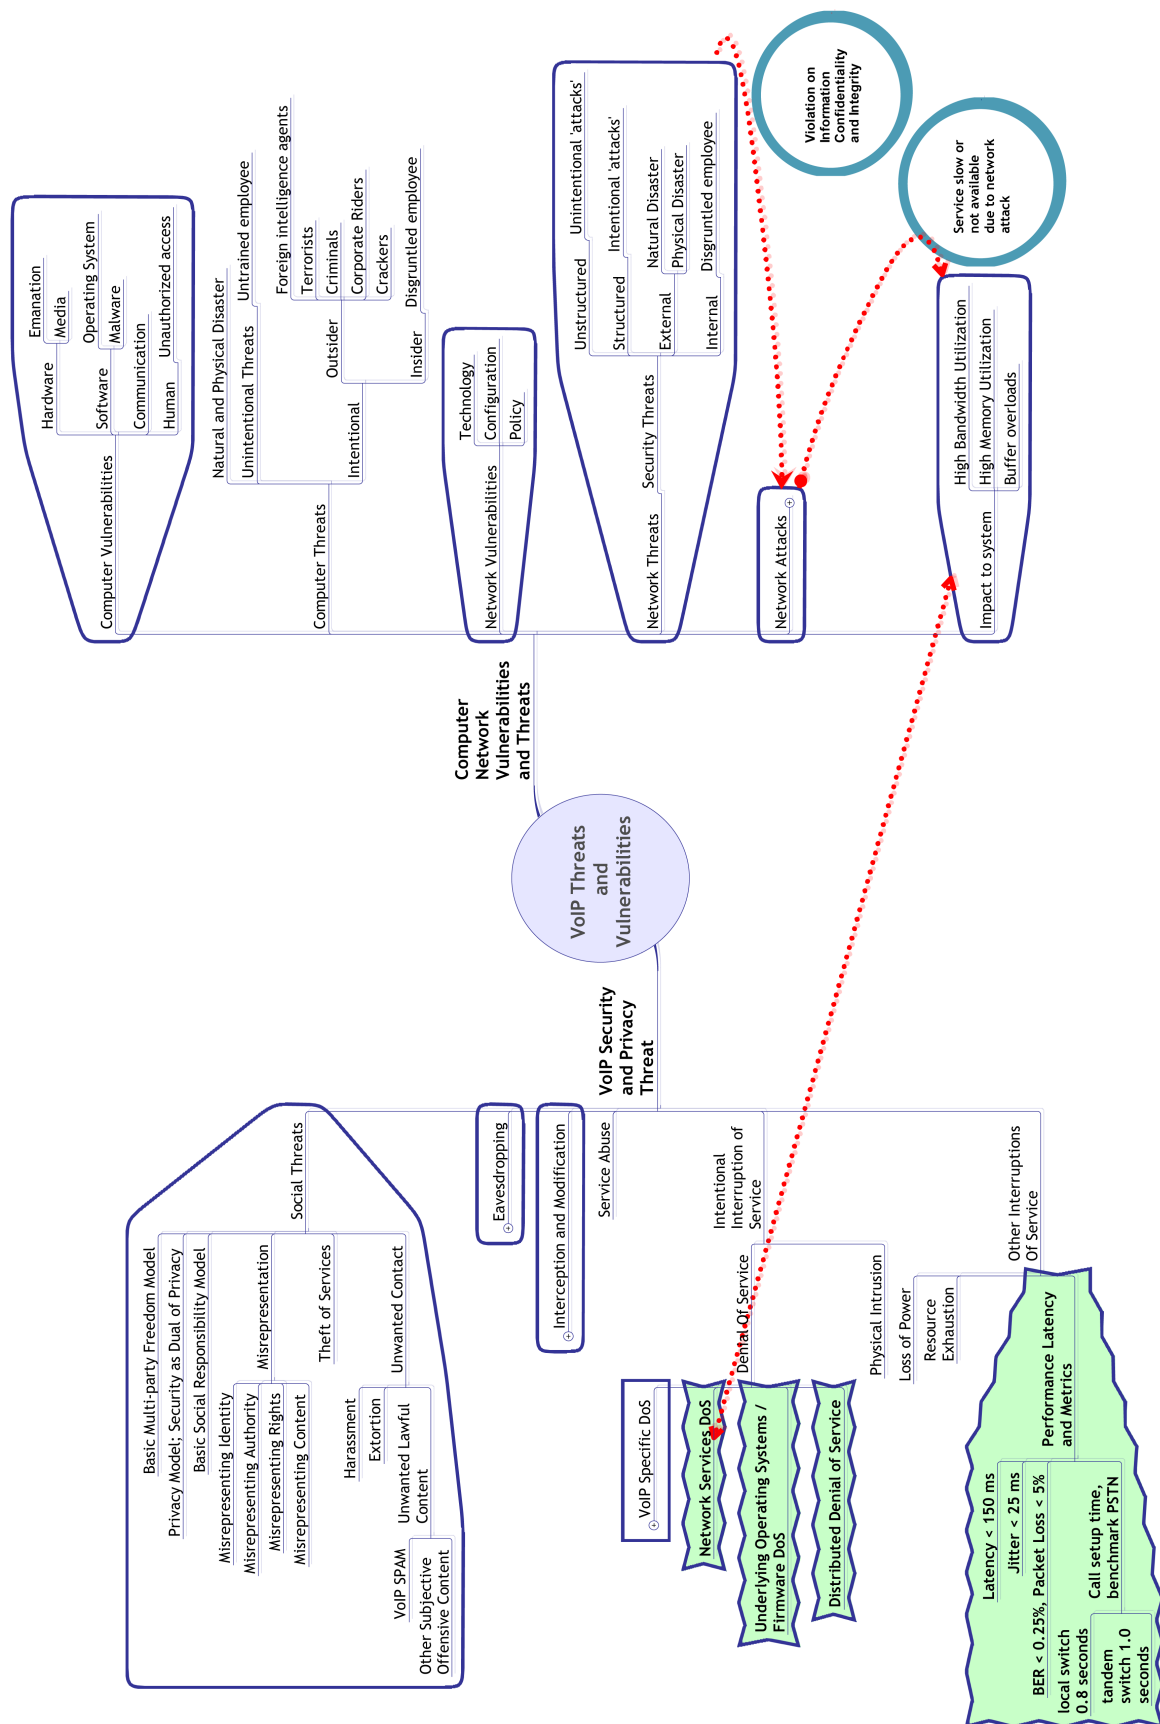 VoIP Threats
and
Vulnerabilities
VoIP Security
and Privacy
Threat
Social Threats
Basic Multi-party Freedom Model
Privacy Model; Security as Dual of Privacy
Basic Social Responsibility Model
Misrepresentation
Misrepresenting Identity
Misrepresenting Authority
Misrepresenting Rights
Misrepresenting Content
Theft of Services
Unwanted Contact
Harassment
Extortion
Unwanted Lawful
Content
VoIP SPAM
Other Subjective
Offensive Content
Eavesdropping
Interception and Modification
Service Abuse
Intentional
Interruption of
Service
Denial Of Service
VoIP Specific DoS
Network Services DoS
Underlying Operating Systems /
Firmware DoS
Distributed Denial of Service
Physical Intrusion
Other Interruptions
Of Service
Loss of Power
Resource
Exhaustion
Performance Latency
and Metrics
Latency < 150 ms
Jitter < 25 ms
BER < 0.25%, Packet Loss < 5%
Call setup time,
benchmark PSTN
local switch
0.8 seconds
tandem
switch 1.0
seconds
Computer
Network
Vulnerabilities
and Threats
Computer Vulnerabilities
Hardware
Emanation
Media
Software
Operating System
Malware
Communication
Human
Unauthorized access
Computer Threats
Natural and Physical Disaster
Unintentional Threats
Untrained employee
Intentional
Outsider
Foreign intelligence agents
Terrorists
Criminals
Corporate Riders
Crackers
Insider
Disgruntled employee
Network Vulnerabilities
Technology
Configuration
Policy
Network Threats
Security Threats
Unstructured
Unintentional 'attacks'
Structured
Intentional 'attacks'
External
Natural Disaster
Physical Disaster
Internal
Disgruntled employee
Network Attacks
Impact to system
High Bandwidth Utilization
High Memory Utilization
Buffer overloads
Violation on
Information
Confidentiality
and Integrity
Service slow or
not available
due to network
attack